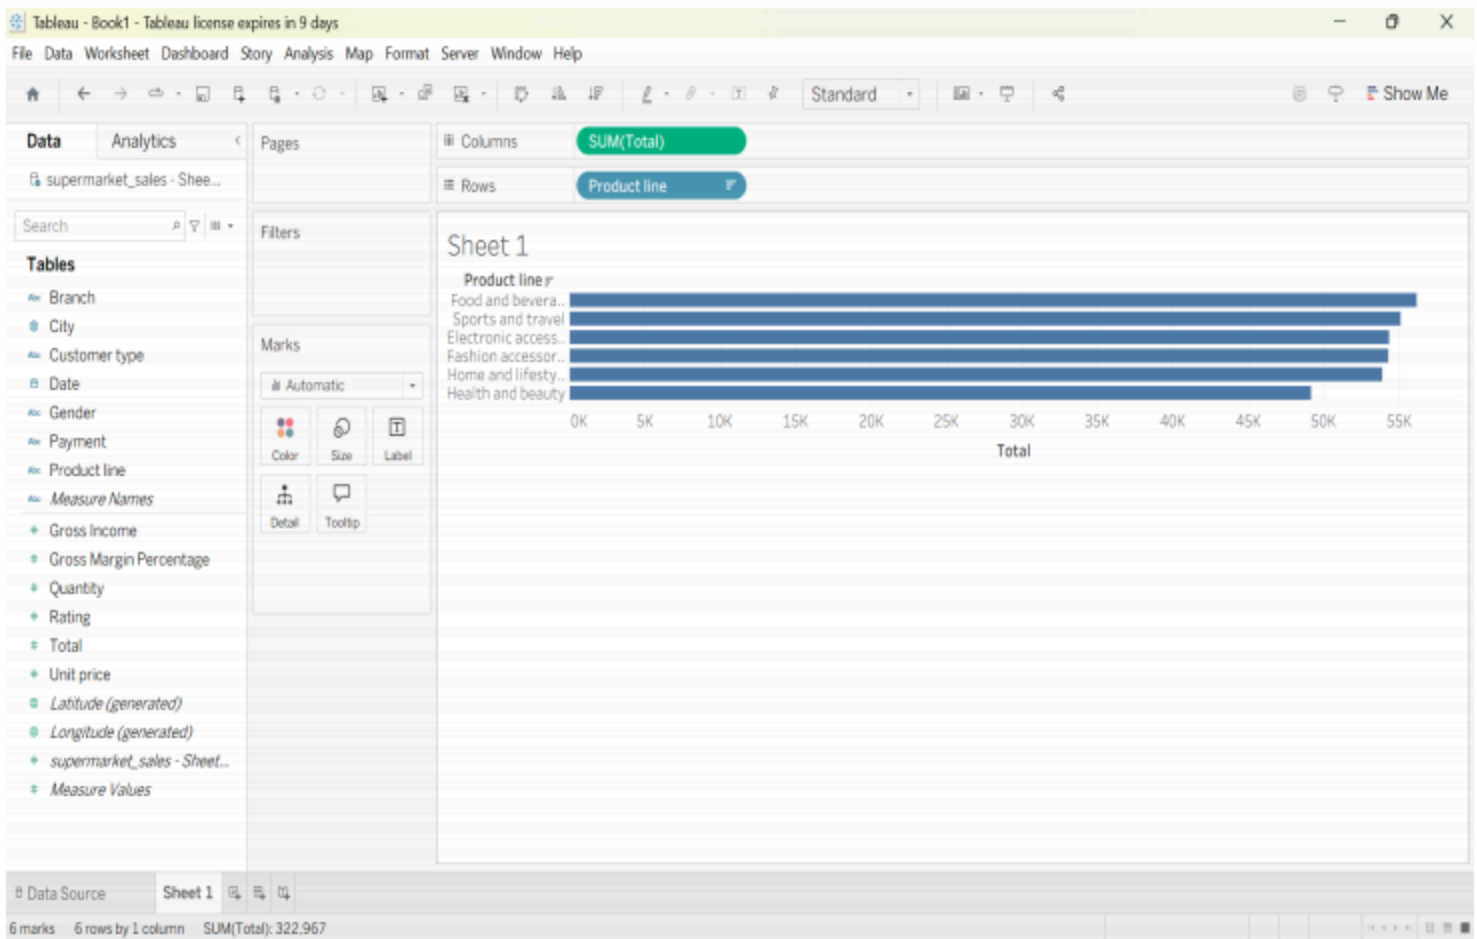 Tableau - Book1 - Tableau license expires in 9 days
File Data Worksheet Dashboard Story Analysis Map Format Server Window Help
Standard
Show Me
Data Analytics
Pages
Columns SUM(Total)
supermarket_sales - Shee...
Rows Product line
Search
Filters
Sheet 1
Tables
Product line
Abc Branch
Food and bevera..
City
Sports and travel
Electronic access..
Abc Customer type
Marks
Fashion accessor..
Home and lifesty..
Date
Automatic
Health and beauty
Abc Gender
0K 5K 10K 15K 20K 25K 30K 35K 40K 45K 50K 55K
Abc Payment
Total
Color Size Label
Abc Product line
Abc Measure Names
Detail Tooltip
Gross Income
Gross Margin Percentage
Quantity
Rating
Total
Unit price
Latitude (generated)
Longitude (generated)
supermarket_sales - Sheet...
Measure Values
Data Source Sheet 1
6 marks 6 rows by 1 column SUM(Total): 322,967